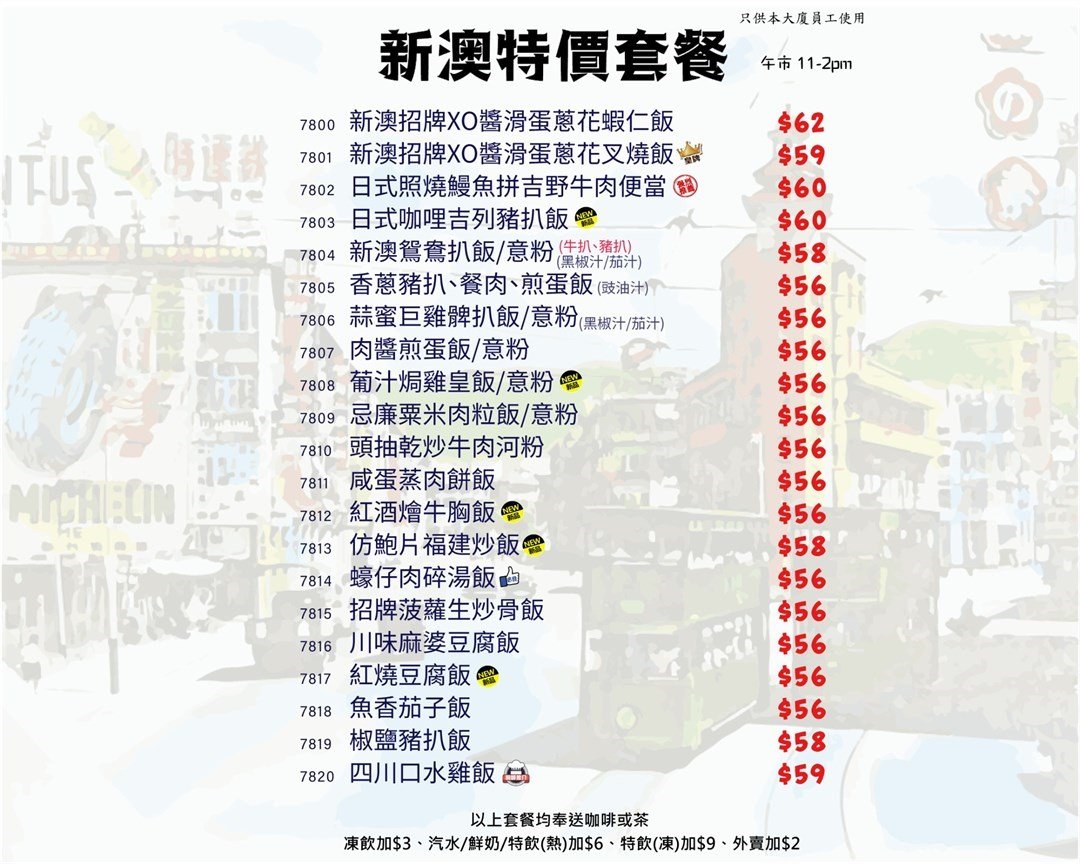 只供本大廈員工使用
新澳特價套餐
午市 11-2pm
7800 新澳招牌XO醬滑蛋蔥花蝦仁飯 $62
7801 新澳招牌XO醬滑蛋蔥花叉燒飯 皇牌 $59
7802 日式照燒鰻魚拼吉野牛肉便當 $60
7803 日式咖哩吉列豬扒飯 NEW 新品 $60
7804 新澳鴛鴦扒飯/意粉 (牛扒、豬扒) (黑椒汁/茄汁) $58
7805 香蔥豬扒、餐肉、煎蛋飯 (豉油汁) $56
7806 蒜蜜巨雞髀扒飯/意粉 (黑椒汁/茄汁) $56
7807 肉醬煎蛋飯/意粉 $56
7808 葡汁焗雞皇飯/意粉 NEW 新品 $56
7809 忌廉粟米肉粒飯/意粉 $56
7810 頭抽乾炒牛肉河粉 $56
7811 咸蛋蒸肉餅飯 $56
7812 紅酒燴牛胸飯 NEW 新品 $56
7813 仿鮑片福建炒飯 NEW 新品 $58
7814 蠔仔肉碎湯飯 $56
7815 招牌菠蘿生炒骨飯 $56
7816 川味麻婆豆腐飯 $56
7817 紅燒豆腐飯 NEW 新品 $56
7818 魚香茄子飯 $56
7819 椒鹽豬扒飯 $58
7820 四川口水雞飯 $59
以上套餐均奉送咖啡或茶
凍飲加$3、汽水/鮮奶/特飲(熱)加$6、特飲(凍)加$9、外賣加$2
MICHELIN